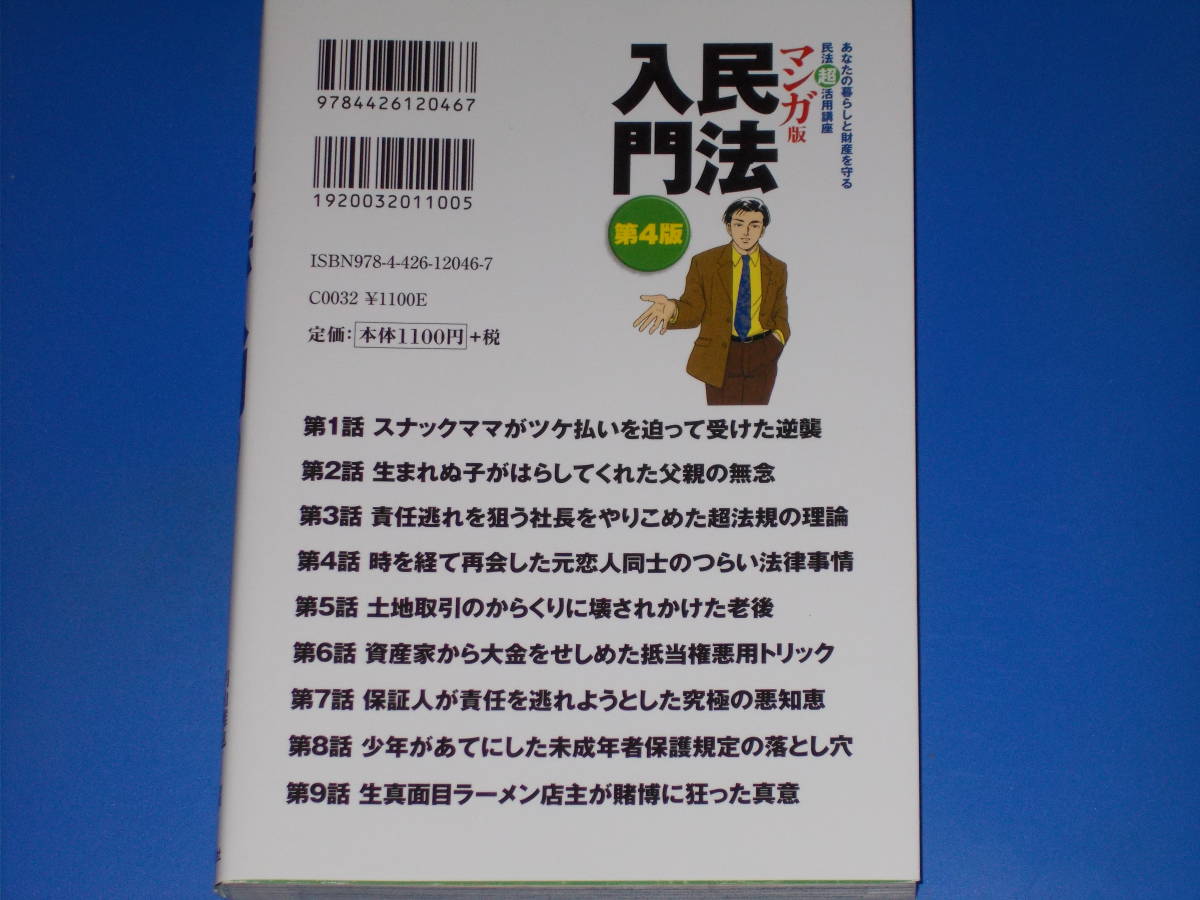 あなたの暮らしと財産を守る
民法超活用講座
マンガ版
民法
入門
第4版
9784426120467
1920032011005
ISBN978-4-426-12046-7
C0032 ¥1100E
定価:本体1100円+税
第1話 スナックママがツケ払いを迫って受けた逆襲
第2話 生まれぬ子がはらしてくれた父親の無念
第3話 責任逃れを狙う社長をやりこめた超法規の理論
第4話 時を経て再会した元恋人同士のつらい法律事情
第5話 土地取引のからくりに壊されかけた老後
第6話 資産家から大金をせしめた抵当権悪用トリック
第7話 保証人が責任を逃れようとした究極の悪知恵
第8話 少年があてにした未成年者保護規定の落とし穴
第9話 生真面目ラーメン店主が賭博に狂った真意